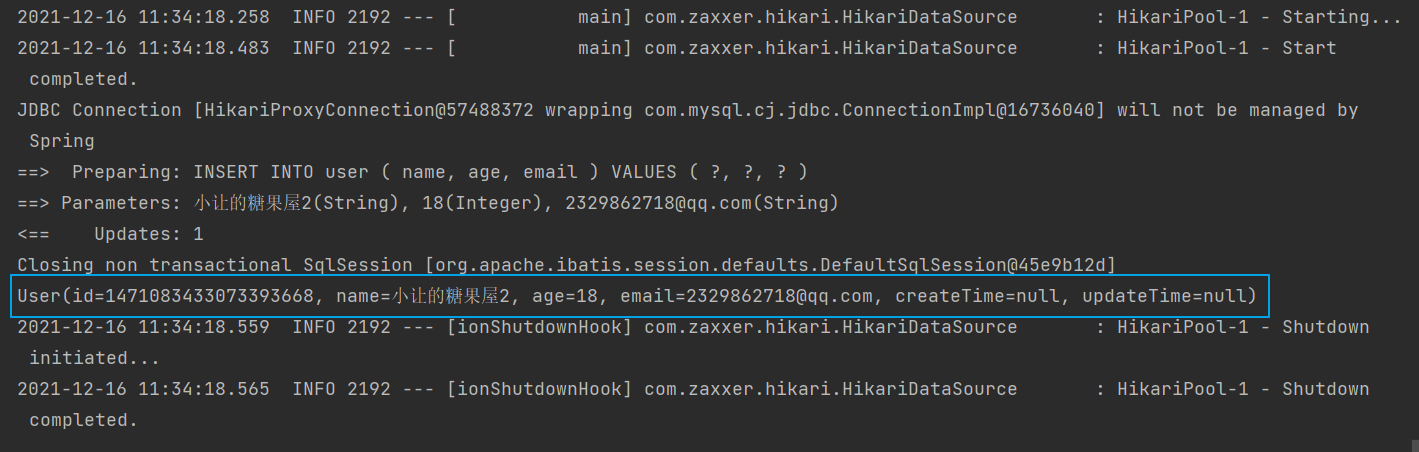 2021-12-16 11:34:18.258  INFO 2192 --- [           main] com.zaxxer.hikari.HikariDataSource       : HikariPool-1 - Starting...
2021-12-16 11:34:18.483  INFO 2192 --- [           main] com.zaxxer.hikari.HikariDataSource       : HikariPool-1 - Start
 completed.
JDBC Connection [HikariProxyConnection@57488372 wrapping com.mysql.cj.jdbc.ConnectionImpl@16736040] will not be managed by
 Spring
==>  Preparing: INSERT INTO user ( name, age, email ) VALUES ( ?, ?, ? )
==> Parameters: 小让的糖果屋2(String), 18(Integer), 2329862718@qq.com(String)
<==    Updates: 1
Closing non transactional SqlSession [org.apache.ibatis.session.defaults.DefaultSqlSession@45e9b12d]
User(id=1471083433073393668, name=小让的糖果屋2, age=18, email=2329862718@qq.com, createTime=null, updateTime=null)
2021-12-16 11:34:18.559  INFO 2192 --- [ionShutdownHook] com.zaxxer.hikari.HikariDataSource       : HikariPool-1 - Shutdown
 initiated...
2021-12-16 11:34:18.565  INFO 2192 --- [ionShutdownHook] com.zaxxer.hikari.HikariDataSource       : HikariPool-1 - Shutdown
 completed.